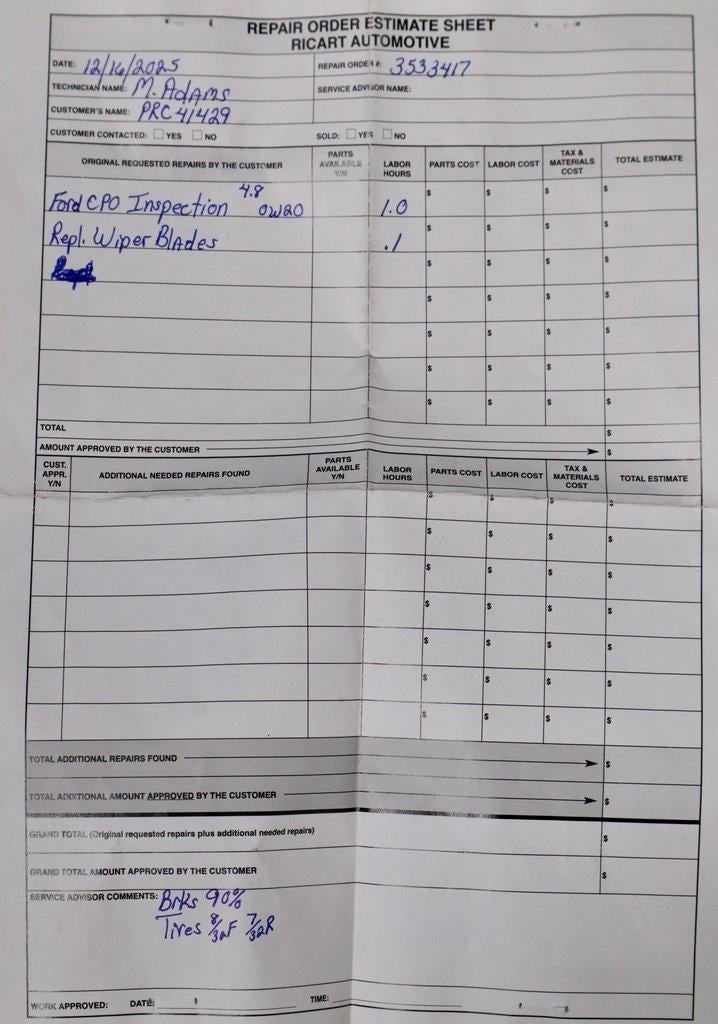 REPAIR ORDER ESTIMATE SHEET
RICART AUTOMOTIVE
DATE: 12/16/2025 REPAIR ORDER #: 3533417
TECHNICIAN NAME: M. Adams SERVICE ADVISOR NAME:
CUSTOMER'S NAME: PRC41429
CUSTOMER CONTACTED: YES NO SOLD: YES NO
ORIGINAL REQUESTED REPAIRS BY THE CUSTOMER PARTS AVAILABLE Y/N LABOR HOURS PARTS COST LABOR COST TAX & MATERIALS COST TOTAL ESTIMATE
Ford CPO Inspection 4.8 0W20 1.0 $ $ $ $
Repl. Wiper Blades .1 $ $ $ $
$ $ $ $
$ $ $ $
$ $ $ $
$ $ $ $
$ $ $ $
TOTAL $
AMOUNT APPROVED BY THE CUSTOMER $
CUST. APPR. Y/N ADDITIONAL NEEDED REPAIRS FOUND PARTS AVAILABLE Y/N LABOR HOURS PARTS COST LABOR COST TAX & MATERIALS COST TOTAL ESTIMATE
$ $ $ $
$ $ $ $
$ $ $ $
$ $ $ $
$ $ $ $
$ $ $ $
$ $ $ $
TOTAL ADDITIONAL REPAIRS FOUND $
TOTAL ADDITIONAL AMOUNT APPROVED BY THE CUSTOMER $
GRAND TOTAL (Original requested repairs plus additional needed repairs) $
GRAND TOTAL AMOUNT APPROVED BY THE CUSTOMER $
SERVICE ADVISOR COMMENTS: Brks 90%
Tires 8/32F 7/32R
WORK APPROVED: DATE: TIME: